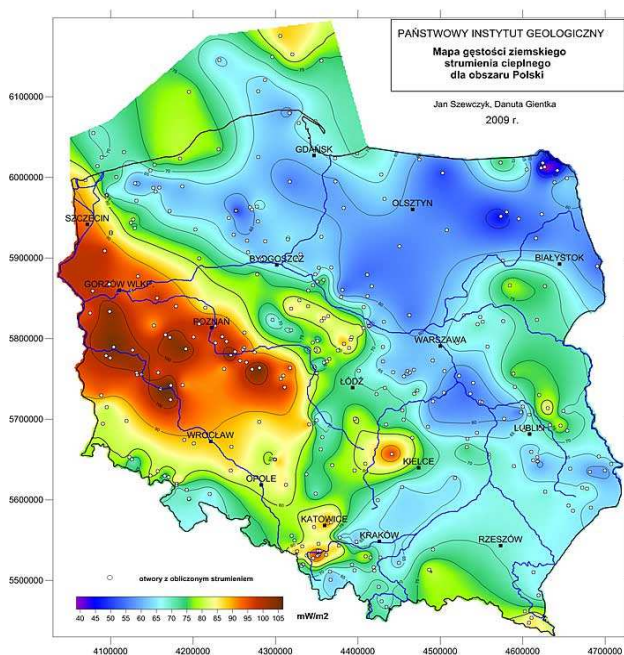 PAŃSTWOWY INSTYTUT GEOLOGICZNY
Mapa gęstości ziemskiego
strumienia cieplnego
dla obszaru Polski
Jan Szewczyk, Danuta Gientka
2009 r.
6100000
GDAŃSK
6000000
OLSZTYN
SZCZECIN
5900000
BYDGOSZCZ
BIAŁYSTOK
GORZÓW WLKP
POZNAŃ
5800000
WARSZAWA
ŁÓDŹ
5700000
WROCŁAW
LUBLIN
KIELCE
OPOLE
5600000
KATOWICE
KRAKÓW
RZESZÓW
5500000
otwory z obliczonym strumieniem
40 45 50 55 60 65 70 75 80 85 90 95 100 105
mW/m2
4100000 4200000 4300000 4400000 4500000 4600000 4700000